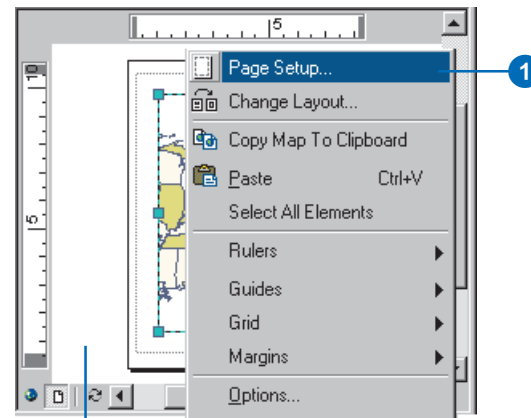 5
1
Page Setup...
1
Change Layout...
Copy Map To Clipboard
Paste Ctrl+V
Select All Elements
5
Rulers
Guides
Grid
Margins
Options...